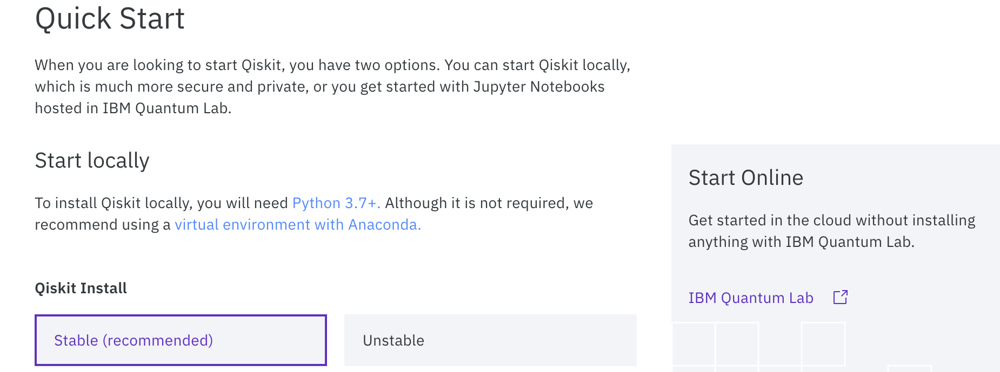 Quick Start
When you are looking to start Qiskit, you have two options. You can start Qiskit locally,
which is much more secure and private, or you get started with Jupyter Notebooks
hosted in IBM Quantum Lab.
Start locally
To install Qiskit locally, you will need Python 3.7+. Although it is not required, we
recommend using a virtual environment with Anaconda.
Qiskit Install
Stable (recommended)
Unstable
Start Online
Get started in the cloud without installing
anything with IBM Quantum Lab.
IBM Quantum Lab